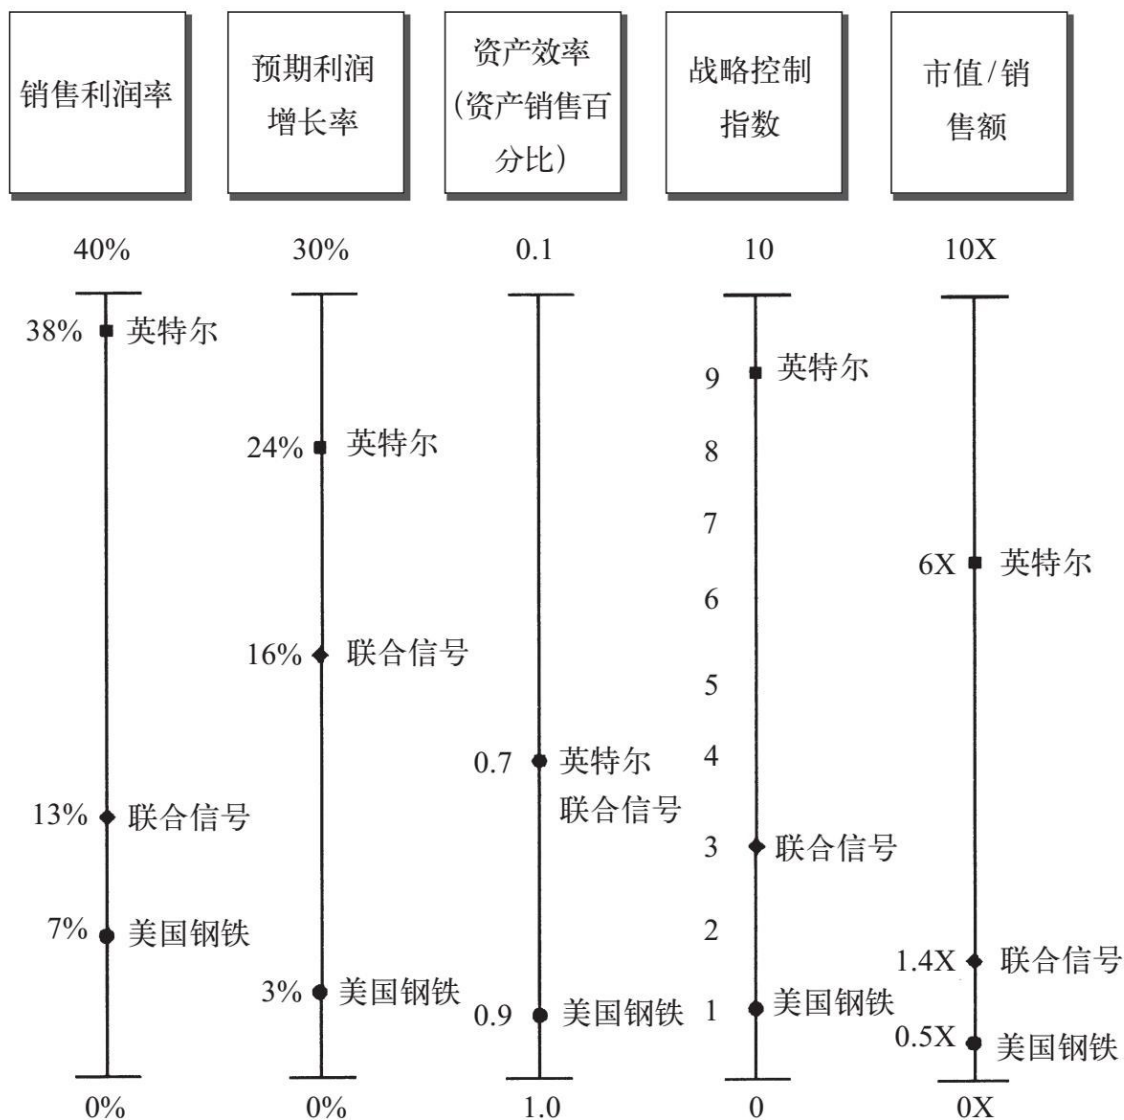 销售利润率
预期利润
增长率
资产效率
(资产销售百
分比)
战略控制
指数
市值/销
售额
40%
38% 英特尔
13% 联合信号
7% 美国钢铁
0%
30%
24% 英特尔
16% 联合信号
3% 美国钢铁
0%
0.1
0.7 英特尔
联合信号
0.9 美国钢铁
1.0
10
9 英特尔
8
7
6
5
4
3 联合信号
2
1 美国钢铁
0
10X
6X 英特尔
1.4X 联合信号
0.5X 美国钢铁
0X